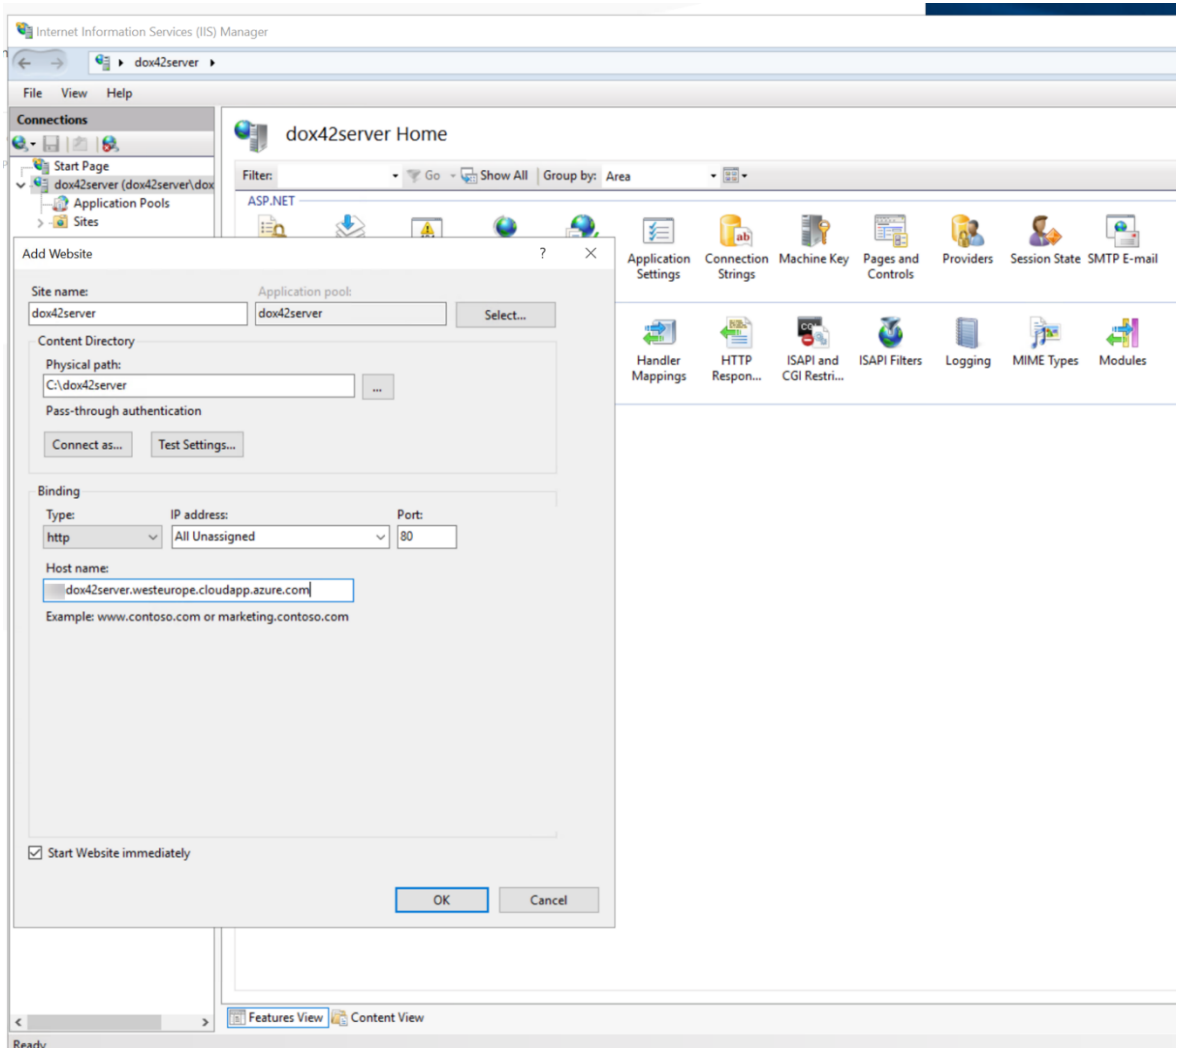 Internet Information Services (IIS) Manager
dox42server
File View Help
Connections
Start Page
dox42server (dox42server\dox
Application Pools
Sites
dox42server Home
Filter: Go Show All Group by: Area
ASP.NET
Application Settings
Connection Strings
Machine Key
Pages and Controls
Providers
Session State
SMTP E-mail
Handler Mappings
HTTP Respon...
ISAPI and CGI Restri...
ISAPI Filters
Logging
MIME Types
Modules
Add Website ?
Site name: Application pool:
dox42server dox42server Select...
Content Directory
Physical path:
C:\dox42server ...
Pass-through authentication
Connect as... Test Settings...
Binding
Type: IP address: Port:
http All Unassigned 80
Host name:
dox42server.westeurope.cloudapp.azure.com
Example: www.contoso.com or marketing.contoso.com
Start Website immediately
OK Cancel
Features View Content View
Ready